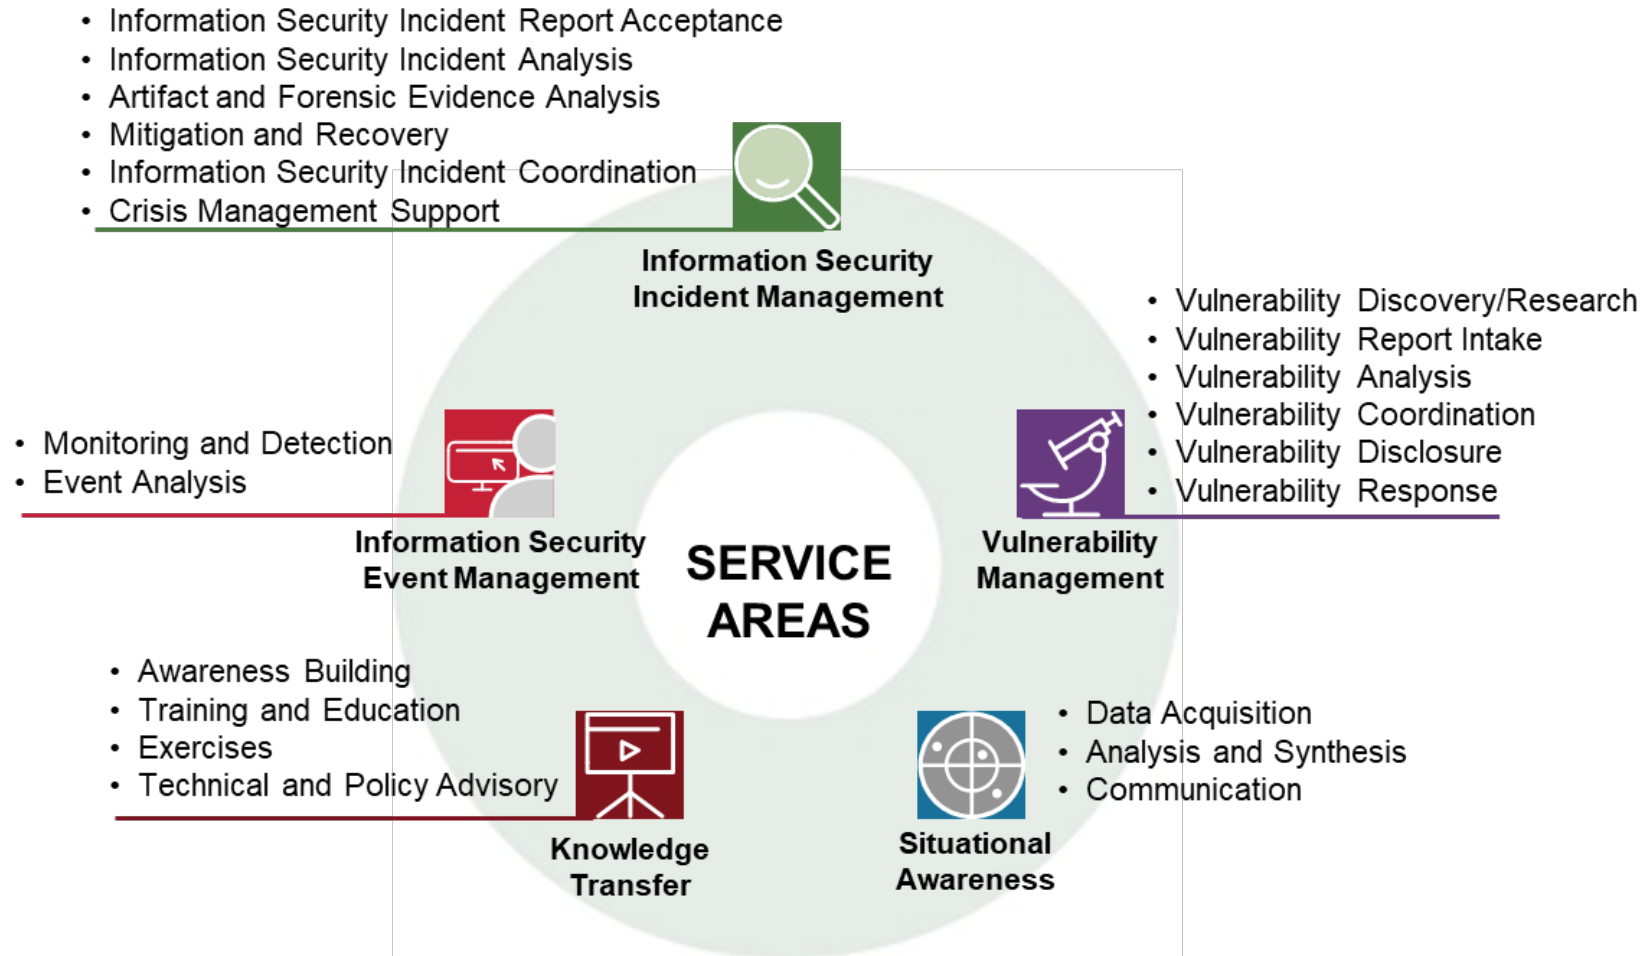 • Information Security Incident Report Acceptance
• Information Security Incident Analysis
• Artifact and Forensic Evidence Analysis
• Mitigation and Recovery
• Information Security Incident Coordination
• Crisis Management Support
Information Security
Incident Management
• Vulnerability Discovery/Research
• Vulnerability Report Intake
• Vulnerability Analysis
• Vulnerability Coordination
• Vulnerability Disclosure
• Vulnerability Response
Vulnerability
Management
• Monitoring and Detection
• Event Analysis
Information Security
Event Management
SERVICE
AREAS
• Awareness Building
• Training and Education
• Exercises
• Technical and Policy Advisory
Knowledge
Transfer
• Data Acquisition
• Analysis and Synthesis
• Communication
Situational
Awareness